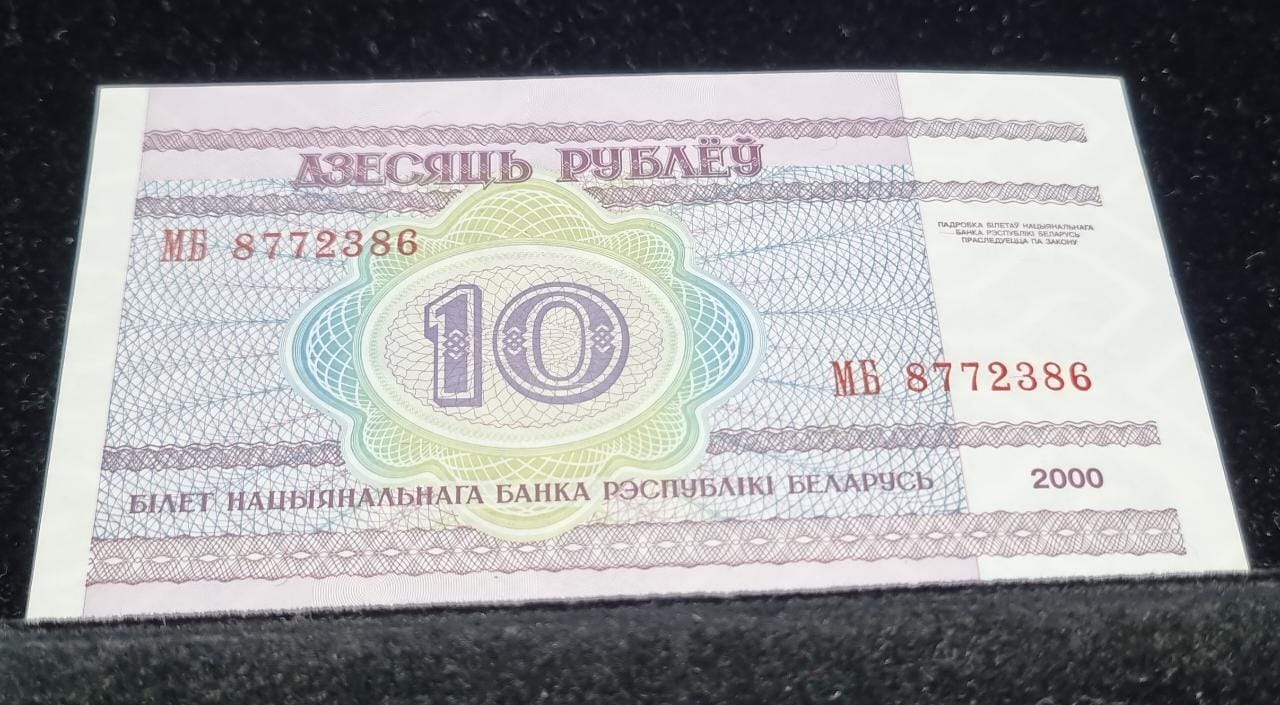 ДЗЕСЯЦЬ РУБЛЁЎ
МБ 8772386
ПАДРОБКА БІЛЕТАЎ НАЦЫЯНАЛЬНАГА
БАНКА РЭСПУБЛІКІ БЕЛАРУСЬ
ПРАСЛЕДУЕЦЦА ПА ЗАКОНУ
10
МБ 8772386
БІЛЕТ НАЦЫЯНАЛЬНАГА БАНКА РЭСПУБЛІКІ БЕЛАРУСЬ
2000